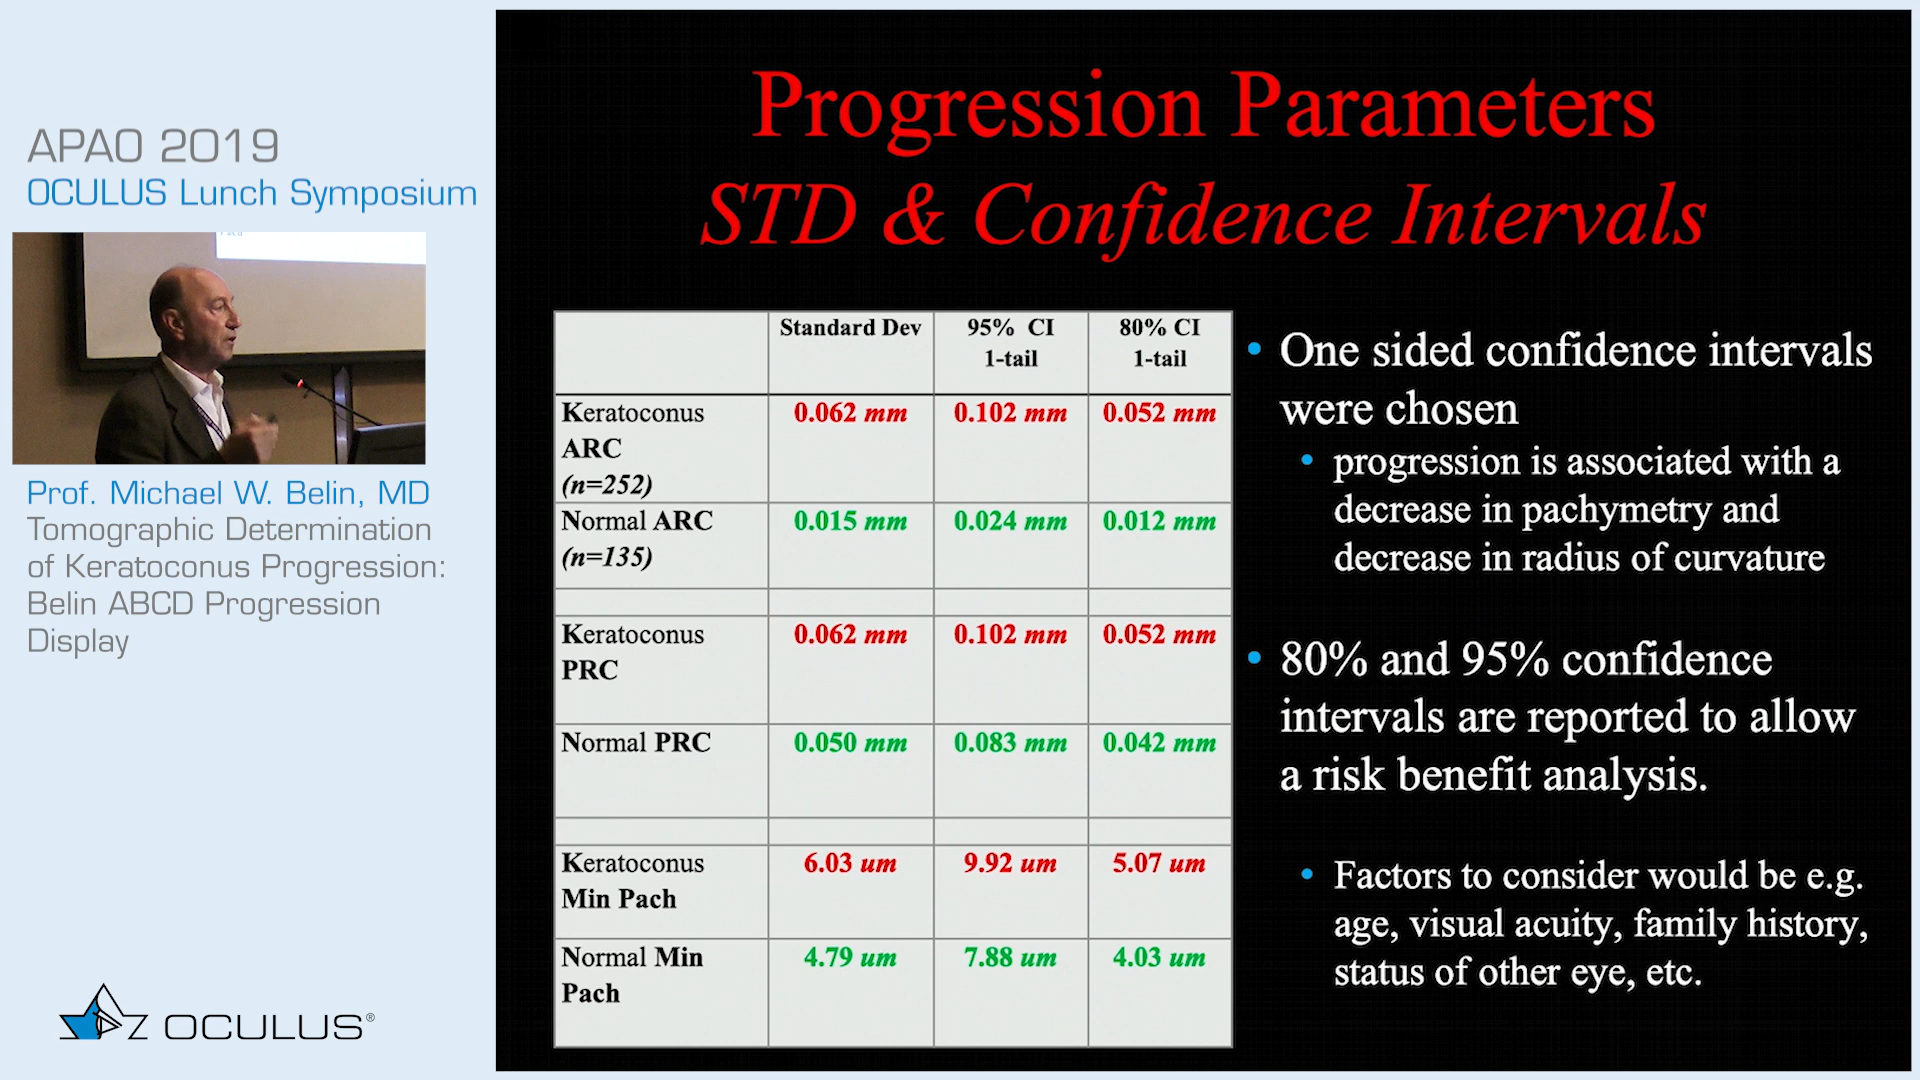 APAO 2019
OCULUS Lunch Symposium
Prof. Michael W. Belin, MD
Tomographic Determination
of Keratoconus Progression:
Belin ABCD Progression
Display
OCULUS®
Progression Parameters
STD & Confidence Intervals
Standard Dev 95% CI 1-tail 80% CI 1-tail
Keratoconus ARC (n=252) 0.062 mm 0.102 mm 0.052 mm
Normal ARC (n=135) 0.015 mm 0.024 mm 0.012 mm
Keratoconus PRC 0.062 mm 0.102 mm 0.052 mm
Normal PRC 0.050 mm 0.083 mm 0.042 mm
Keratoconus Min Pach 6.03 um 9.92 um 5.07 um
Normal Min Pach 4.79 um 7.88 um 4.03 um
• One sided confidence intervals
were chosen
• progression is associated with a
decrease in pachymetry and
decrease in radius of curvature
• 80% and 95% confidence
intervals are reported to allow
a risk benefit analysis.
• Factors to consider would be e.g.
age, visual acuity, family history,
status of other eye, etc.